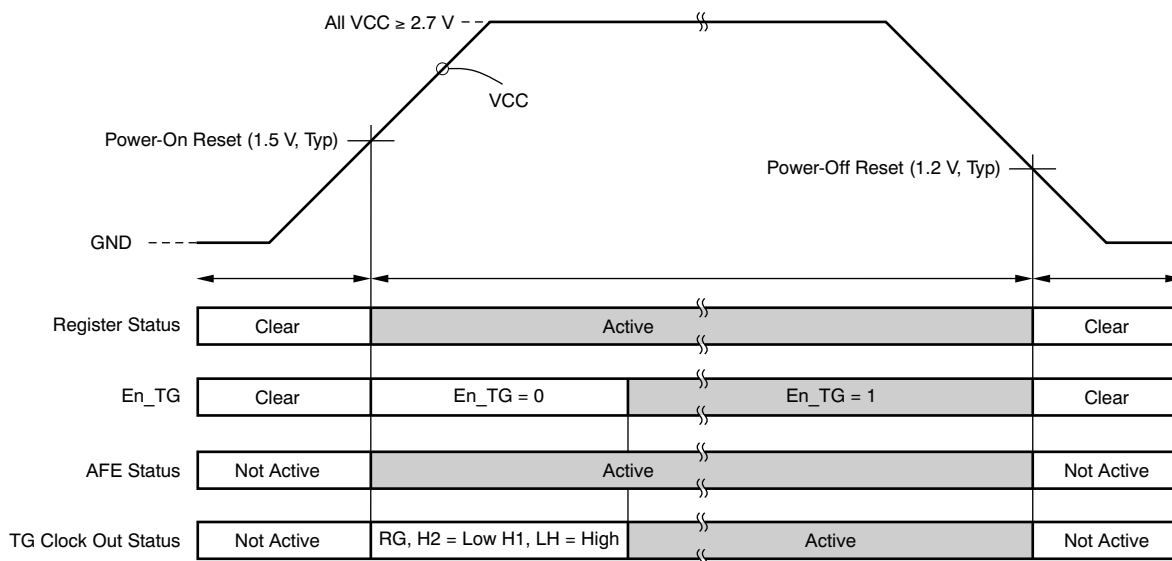 All VCC ≥ 2.7 V
VCC
Power-On Reset (1.5 V, Typ)
Power-Off Reset (1.2 V, Typ)
GND
Register Status Clear Active Clear
En_TG Clear En_TG = 0 En_TG = 1 Clear
AFE Status Not Active Active Not Active
TG Clock Out Status Not Active RG, H2 = Low H1, LH = High Active Not Active